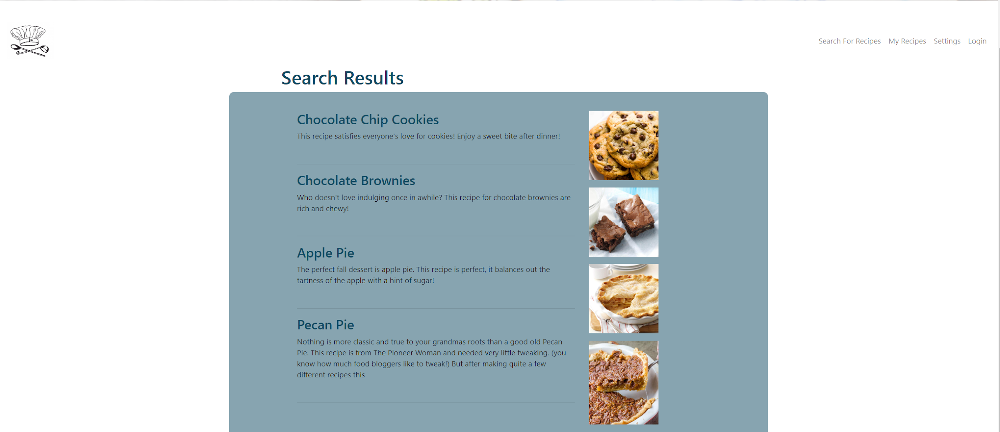 Search For Recipes My Recipes Settings Login
Search Results
Chocolate Chip Cookies
This recipe satisfies everyone's love for cookies! Enjoy a sweet bite after dinner!
Chocolate Brownies
Who doesn't love indulging once in awhile? This recipe for chocolate brownies are
rich and chewy!
Apple Pie
The perfect fall dessert is apple pie. This recipe is perfect, it balances out the
tartness of the apple with a hint of sugar!
Pecan Pie
Nothing is more classic and true to your grandmas roots than a good old Pecan
Pie. This recipe is from The Pioneer Woman and needed very little tweaking. (you
know how much food bloggers like to tweak!) But after making quite a few
different recipes this